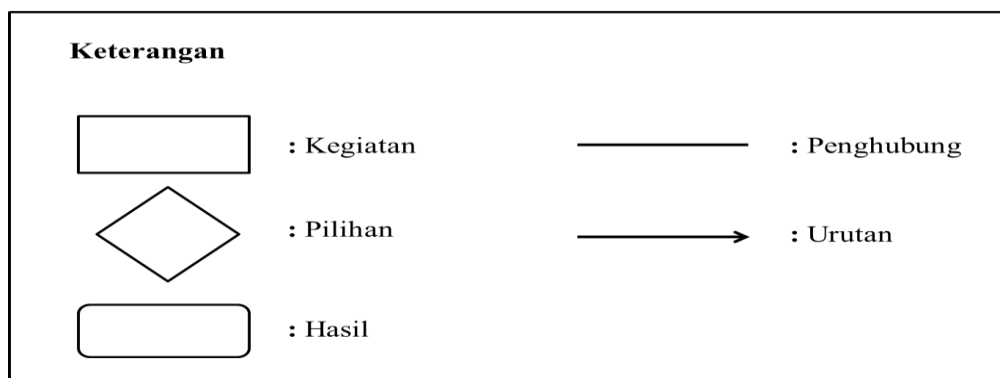 Keterangan
: Kegiatan
: Penghubung
: Pilihan
: Urutan
: Hasil